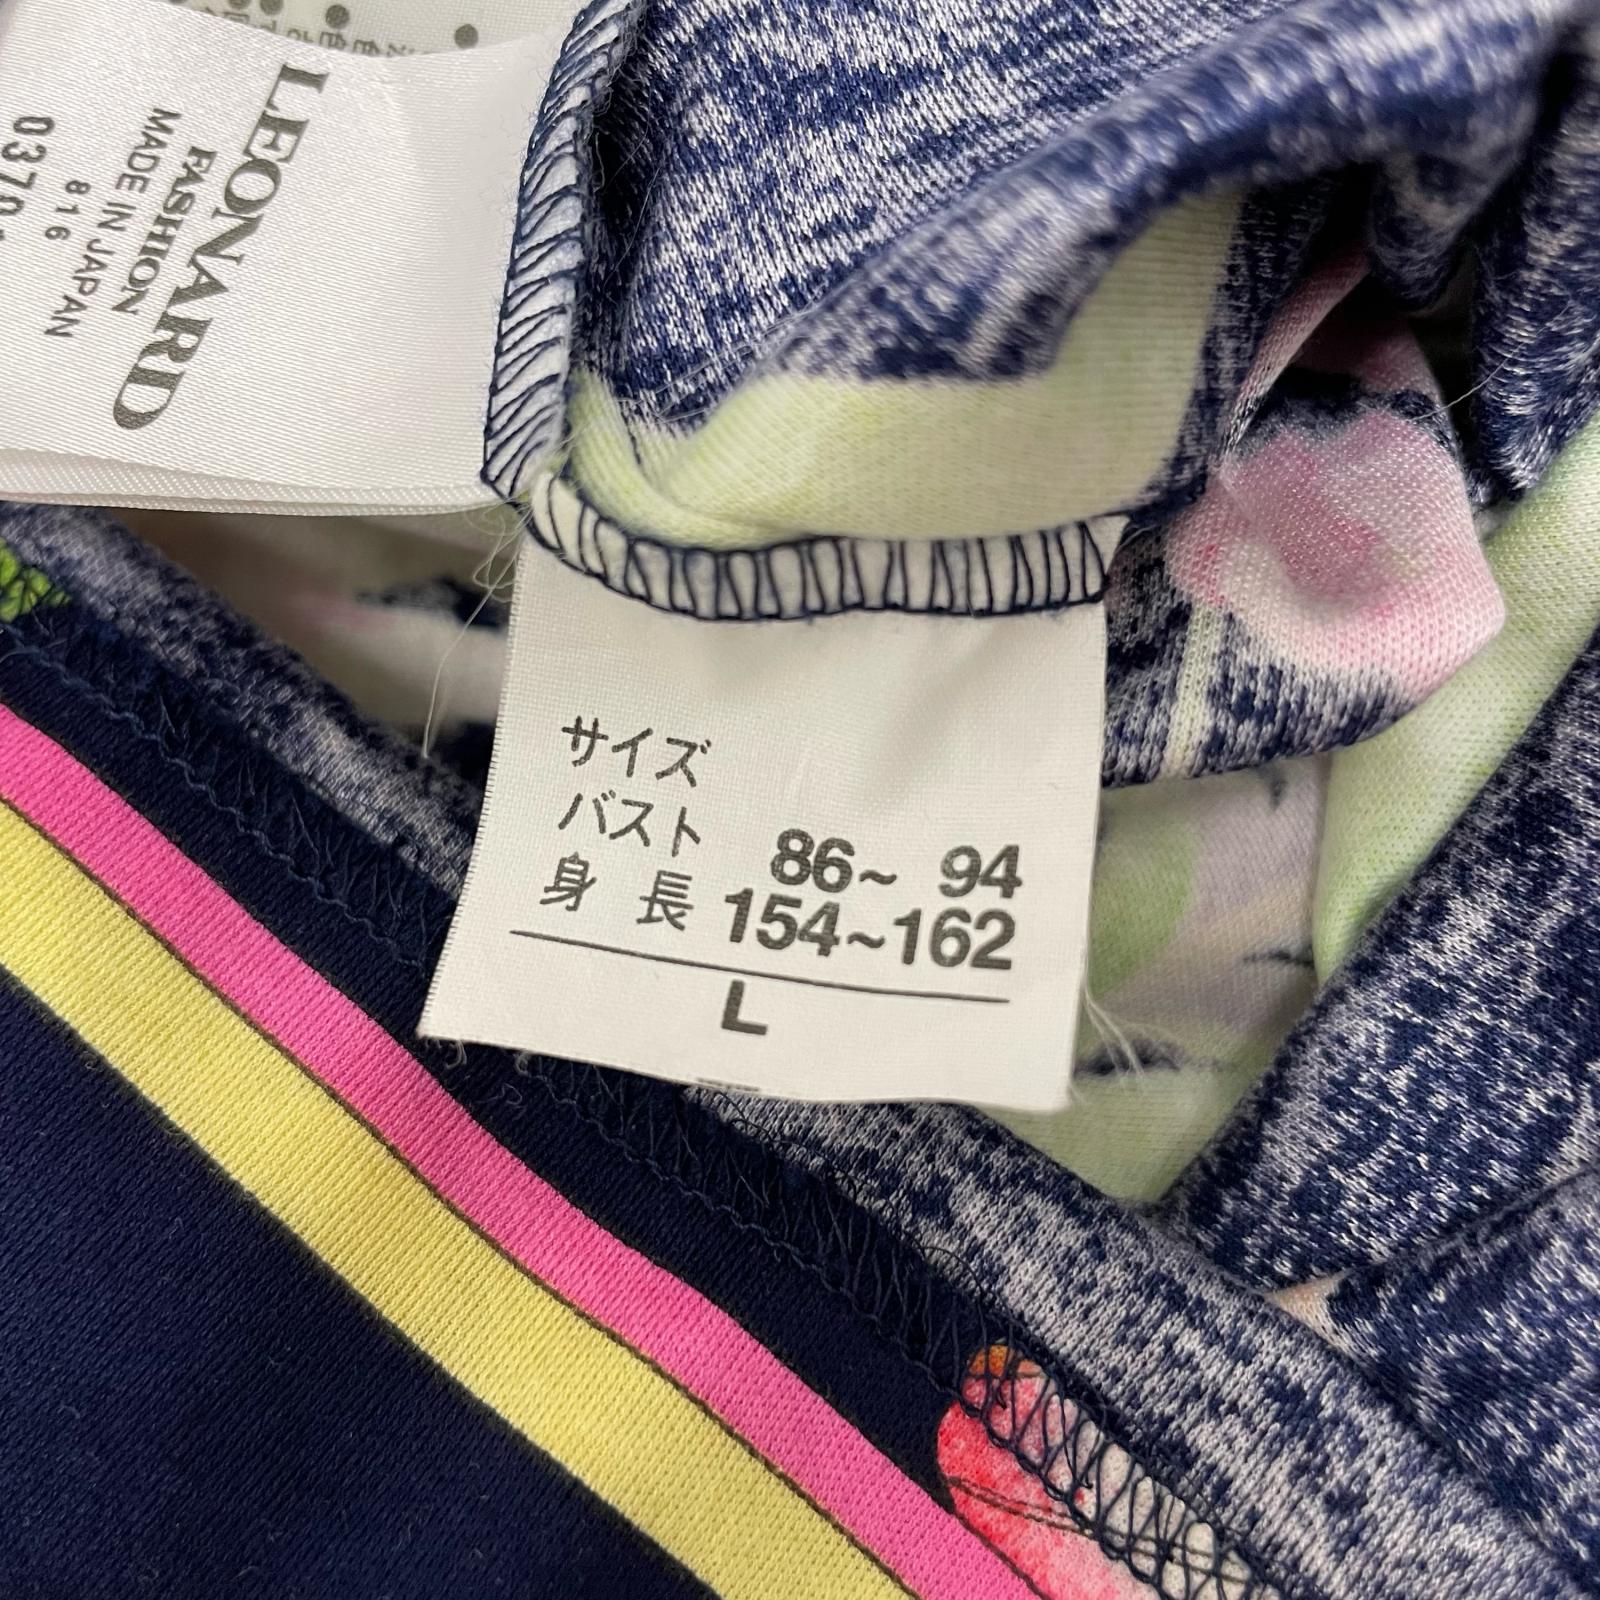 LEONARD
FASHION
MADE IN JAPAN
816
サイズ
バスト 86~ 94
身 長 154~162
L